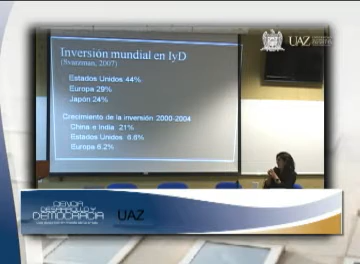 Inversión mundial en IyD
(Svarzman, 2007)
Estados Unidos 44%
Europa 29%
Japón 24%
Crecimiento de la inversión 2000-2004
China e India 21%
Estados Unidos 6.6%
Europa 6.2%
UAZ
CIENCIA
DESARROLLO Y
DEMOCRACIA
UAZ